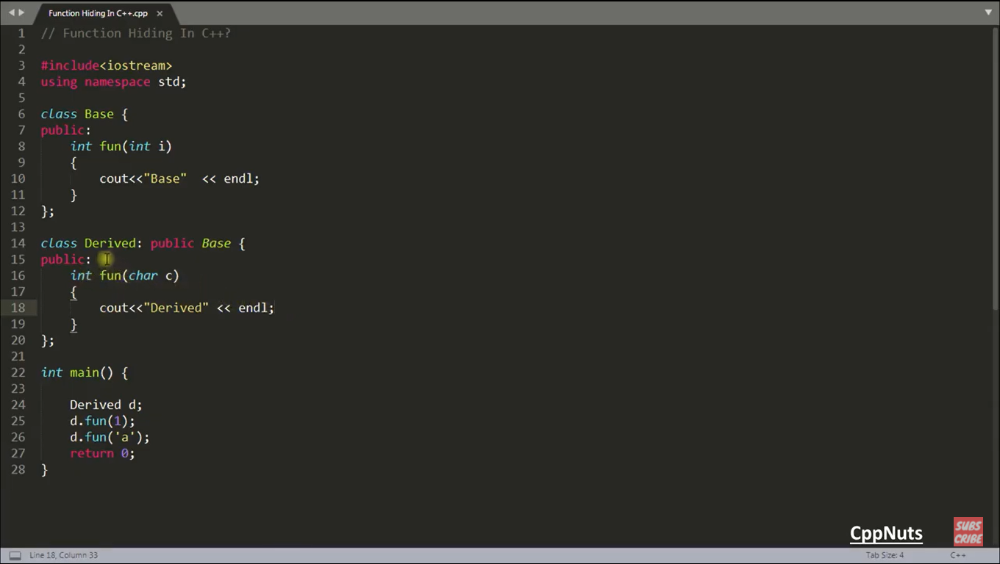 Function Hiding In C++.cpp ×
1 // Function Hiding In C++?
2
3 #include<iostream>
4 using namespace std;
5
6 class Base {
7 public:
8     int fun(int i)
9     {
10         cout<<"Base"  << endl;
11     }
12 };
13
14 class Derived: public Base {
15 public:
16     int fun(char c)
17     {
18         cout<<"Derived" << endl;
19     }
20 };
21
22 int main() {
23
24     Derived d;
25     d.fun(1);
26     d.fun('a');
27     return 0;
28 }
CppNuts
SUBS
CRIBE
Line 18, Column 33
Tab Size: 4
C++